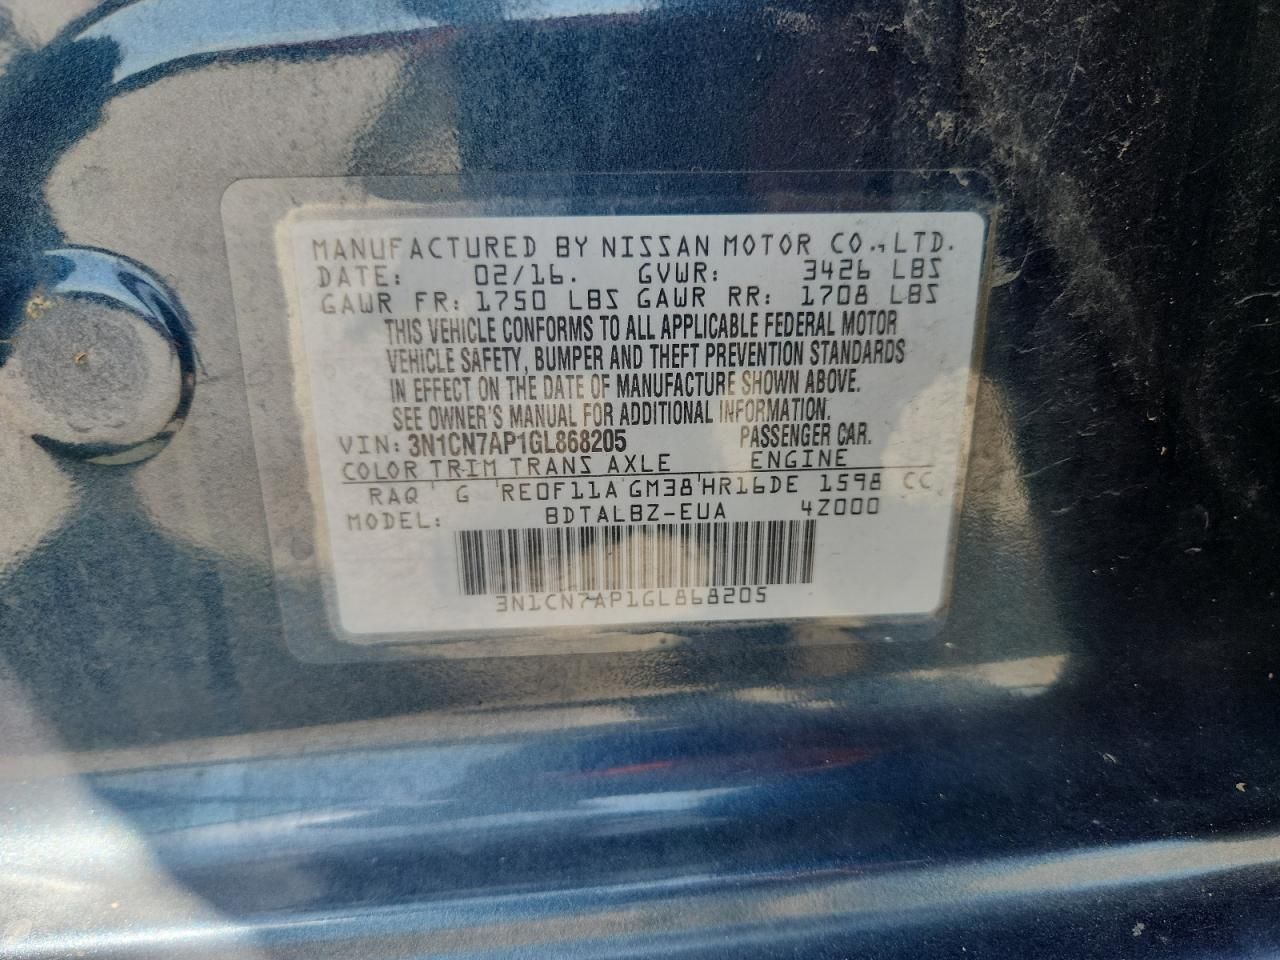 MANUFACTURED BY NISSAN MOTOR CO.,LTD.
DATE: 02/16. GVWR: 3426 LBS
GAWR FR: 1750 LBS GAWR RR: 1708 LBS
THIS VEHICLE CONFORMS TO ALL APPLICABLE FEDERAL MOTOR
VEHICLE SAFETY, BUMPER AND THEFT PREVENTION STANDARDS
IN EFFECT ON THE DATE OF MANUFACTURE SHOWN ABOVE.
SEE OWNER'S MANUAL FOR ADDITIONAL INFORMATION.
VIN: 3N1CN7AP1GL868205 PASSENGER CAR.
COLOR TRIM TRANS AXLE ENGINE
RAQ G RE0F11A GM38 HR16DE 1598 CC
MODEL: BDTALBZ-EUA 4Z000
3N1CN7AP1GL868205